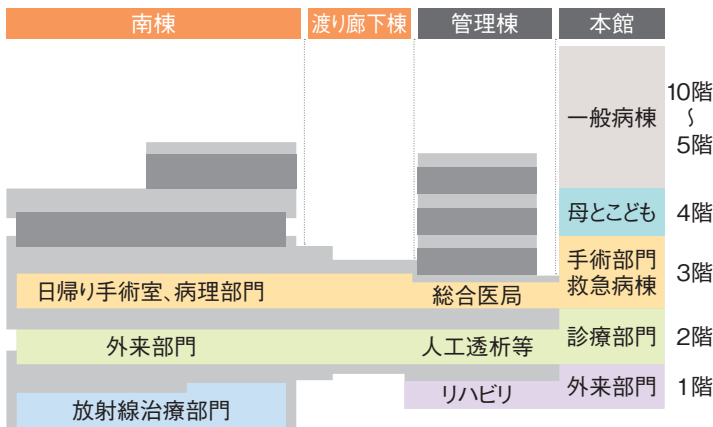 南棟
渡り廊下棟
管理棟
本館
一般病棟
10階
〜
5階
母とこども
4階
日帰り手術室、病理部門
総合医局
手術部門
救急病棟
3階
外来部門
人工透析等
診療部門
2階
放射線治療部門
リハビリ
外来部門
1階